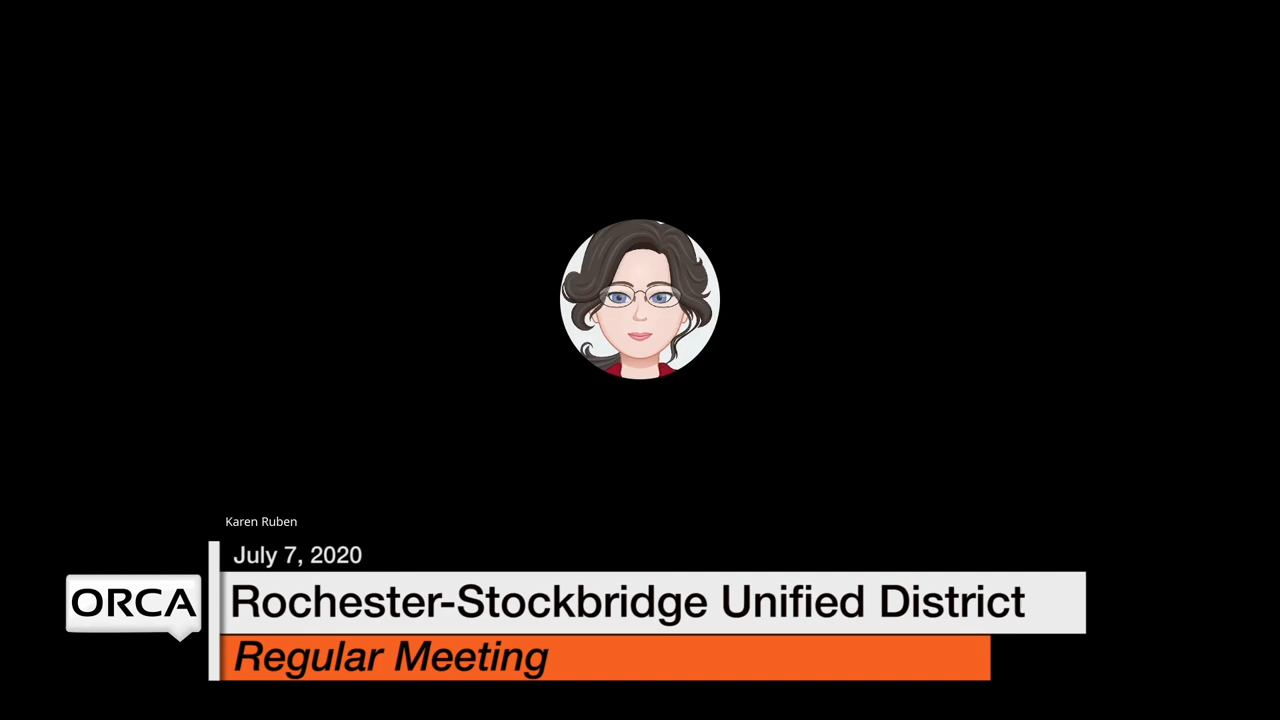 Karen Ruben
July 7, 2020
ORCA
Rochester-Stockbridge Unified District
Regular Meeting